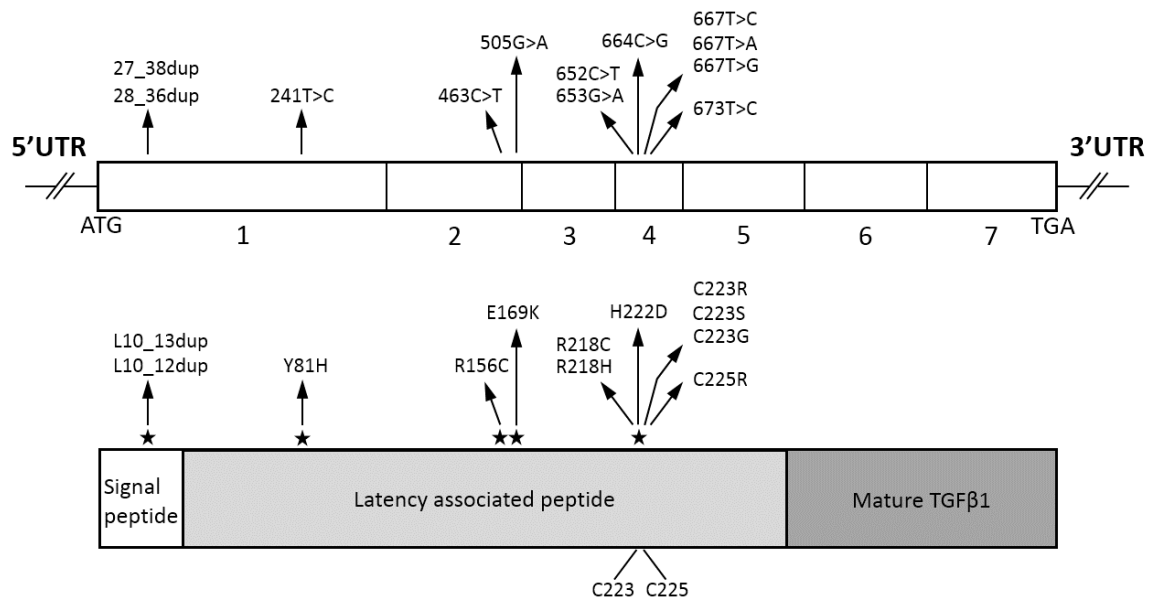 667T>C
505G>A
664C>G
667T>A
27_38dup
652C>T
667T>G
28_36dup
241T>C
463C>T
653G>A
673T>C
5’UTR
3’UTR
ATG
TGA
1
2
3
4
5
6
7
C223R
E169K
H222D
C223S
L10_13dup
R218C
C223G
L10_12dup
Y81H
R156C
R218H
C225R
Signal
peptide
Latency associated peptide
Mature TGFβ1
C223
C225